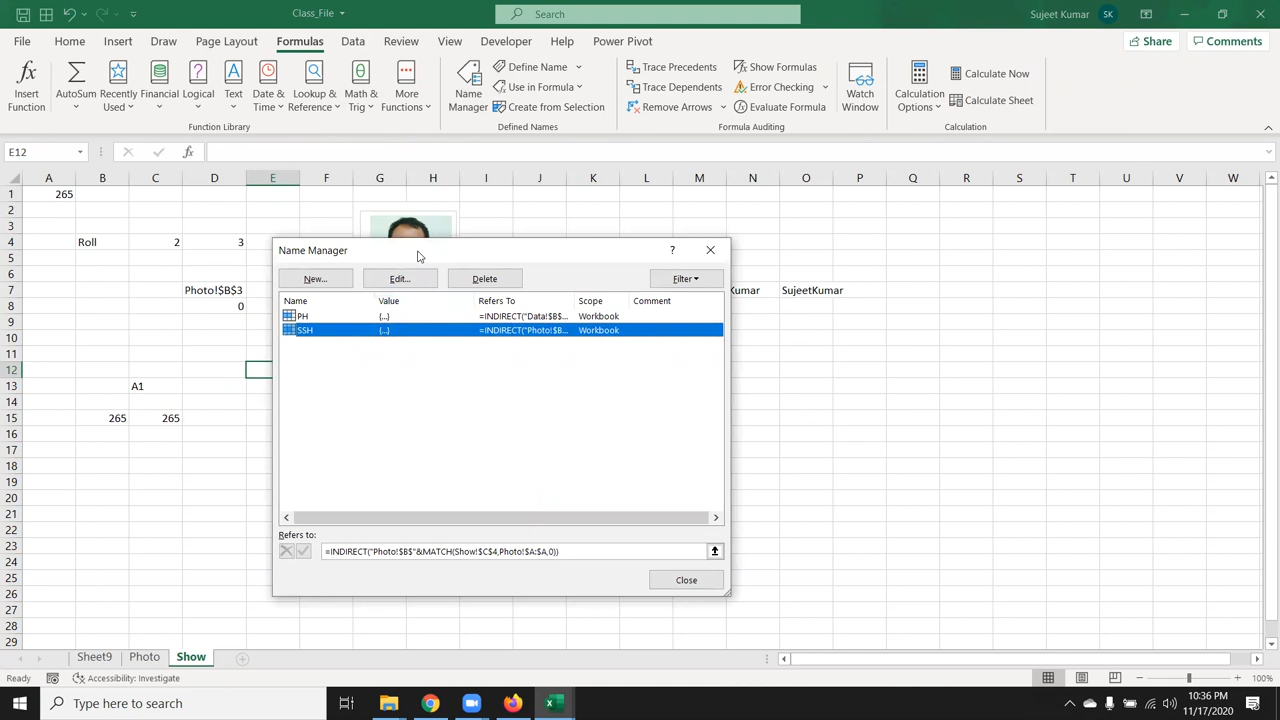 Class_File
Search
Sujeet Kumar
SK
File
Home
Insert
Draw
Page Layout
Formulas
Data
Review
View
Developer
Help
Power Pivot
Share
Comments
Insert Function
AutoSum
Recently Used
Financial
Logical
Text
Date & Time
Lookup & Reference
Math & Trig
More Functions
Name Manager
Define Name
Use in Formula
Create from Selection
Trace Precedents
Trace Dependents
Remove Arrows
Show Formulas
Error Checking
Evaluate Formula
Watch Window
Calculation Options
Calculate Now
Calculate Sheet
Function Library
Defined Names
Formula Auditing
Calculation
E12
fx
A B C D E F G H I J K L M N O P Q R S T U V W
1 265
2
3
4 Roll 2 3
5
6
7 Photo!$B$3 Kumar SujeetKumar
8 0
9
10
11
12
13 A1
14
15 265 265
16
17
18
19
20
21
22
23
24
25
26
27
28
29
Name Manager
?
New...
Edit...
Delete
Filter
Name Value Refers To Scope Comment
PH {...} =INDIRECT("Data!$B$... Workbook
SSH {...} =INDIRECT("Photo!$B... Workbook
Refers to:
=INDIRECT("Photo!$B$"&MATCH(Show!$C$4,Photo!$A:$A,0))
Close
Sheet9
Photo
Show
Ready
Accessibility: Investigate
100%
Type here to search
10:36 PM
11/17/2020